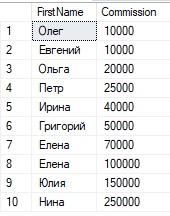 FirstName Commission
1 Олег 10000
2 Евгений 10000
3 Ольга 20000
4 Петр 25000
5 Ирина 40000
6 Григорий 50000
7 Елена 70000
8 Елена 100000
9 Юлия 150000
10 Нина 250000